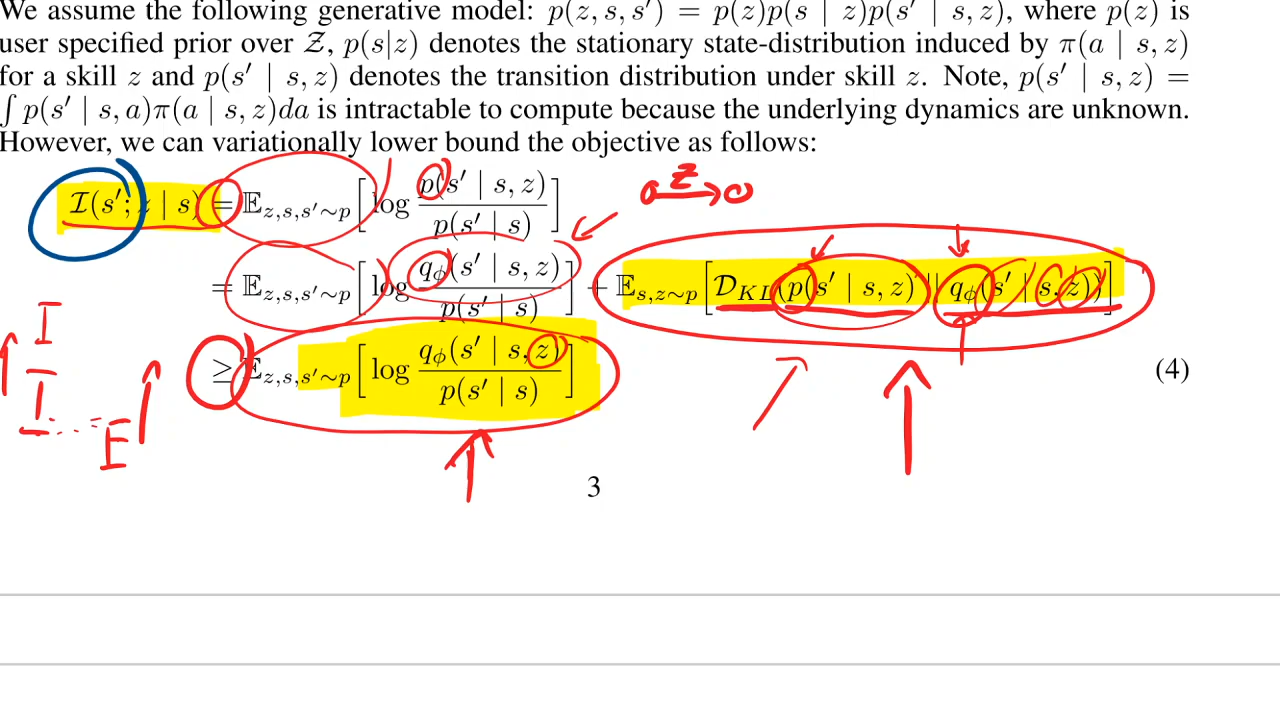 We assume the following generative model: p(z, s, s′) = p(z)p(s | z)p(s′ | s, z), where p(z) is
user specified prior over 𝒵, p(s|z) denotes the stationary state-distribution induced by π(a | s, z)
for a skill z and p(s′ | s, z) denotes the transition distribution under skill z. Note, p(s′ | s, z) =
∫ p(s′ | s, a)π(a | s, z)da is intractable to compute because the underlying dynamics are unknown.
However, we can variationally lower bound the objective as follows:
ℐ(s′; z | s) = 𝔼_{z,s,s′∼p} [log p(s′ | s, z) / p(s′ | s)]
z
= 𝔼_{z,s,s′∼p} [log q_ϕ(s′ | s, z) / p(s′ | s)] + 𝔼_{s,z∼p} [𝒟_{KL}(p(s′ | s, z) || q_ϕ(s′ | s, z))]
I
≥ 𝔼_{z,s,s′∼p} [log q_ϕ(s′ | s, z) / p(s′ | s)] (4)
I
E
3